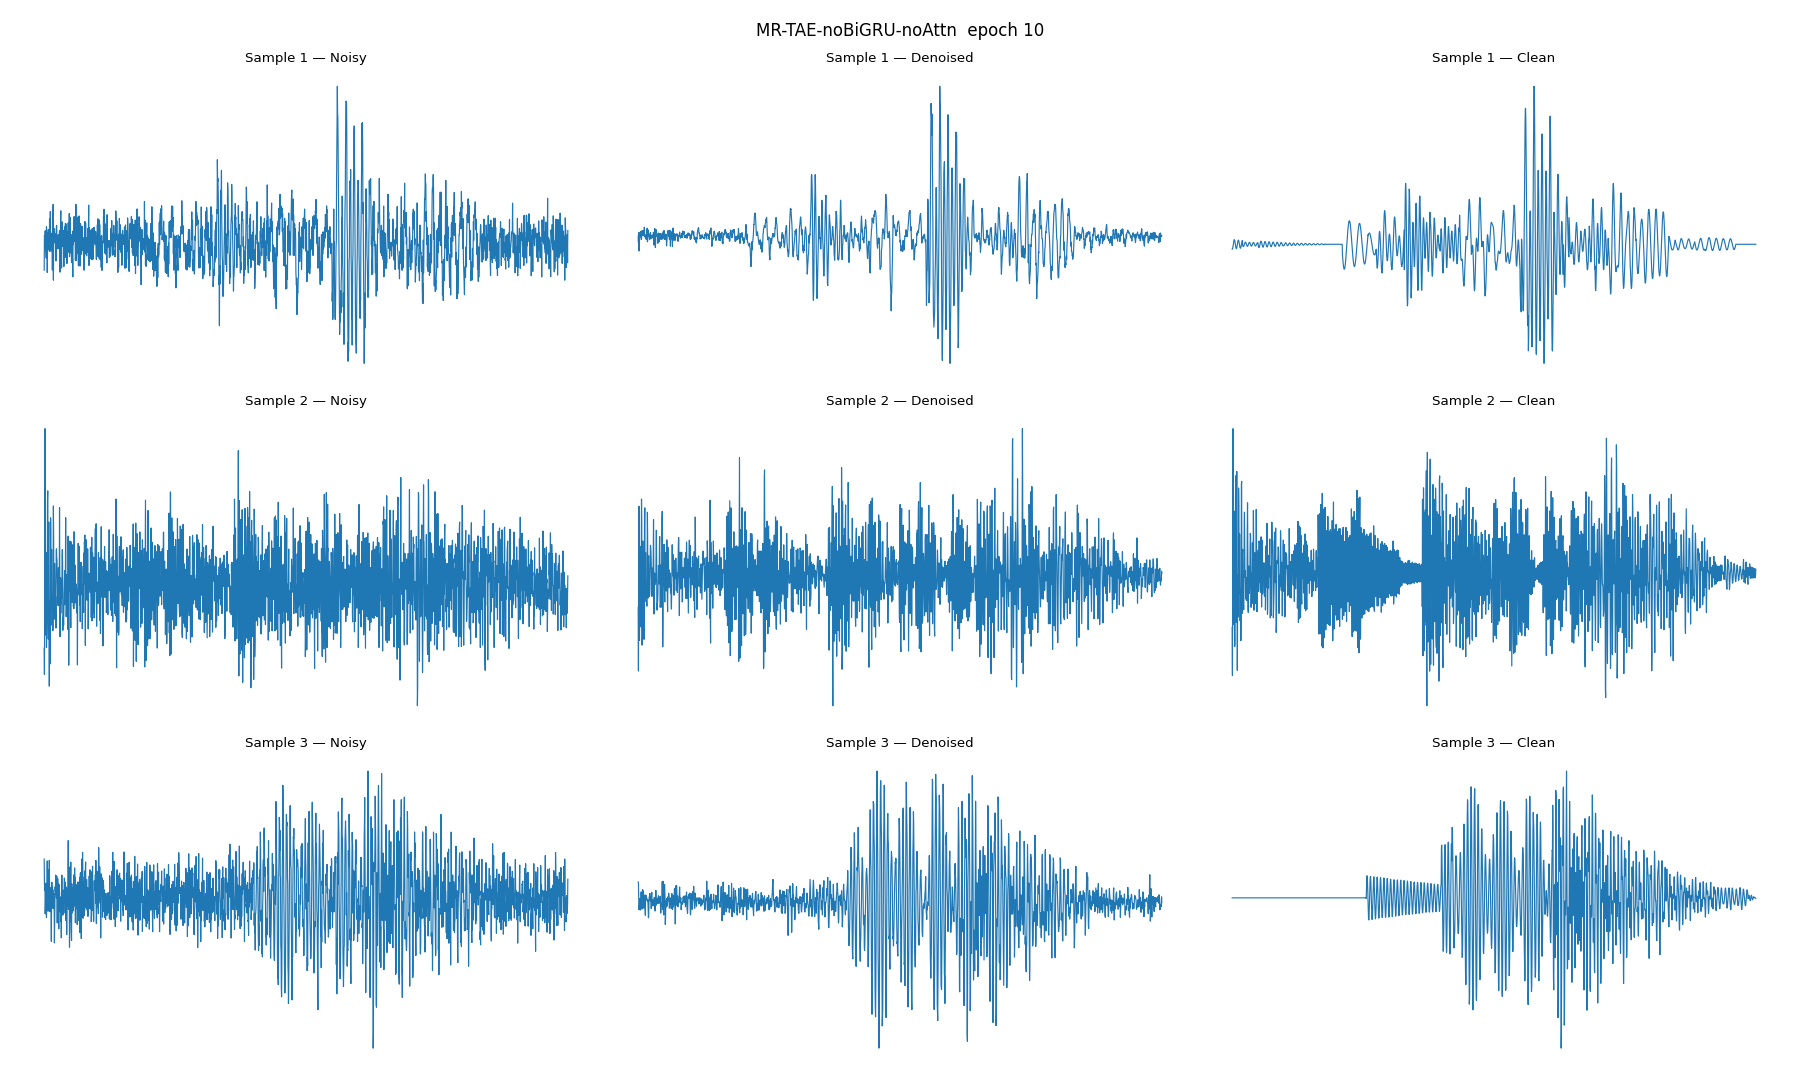 MR-TAE-noBiGRU-noAttn  epoch 10
Sample 1 — Noisy
Sample 1 — Denoised
Sample 1 — Clean
Sample 2 — Noisy
Sample 2 — Denoised
Sample 2 — Clean
Sample 3 — Noisy
Sample 3 — Denoised
Sample 3 — Clean